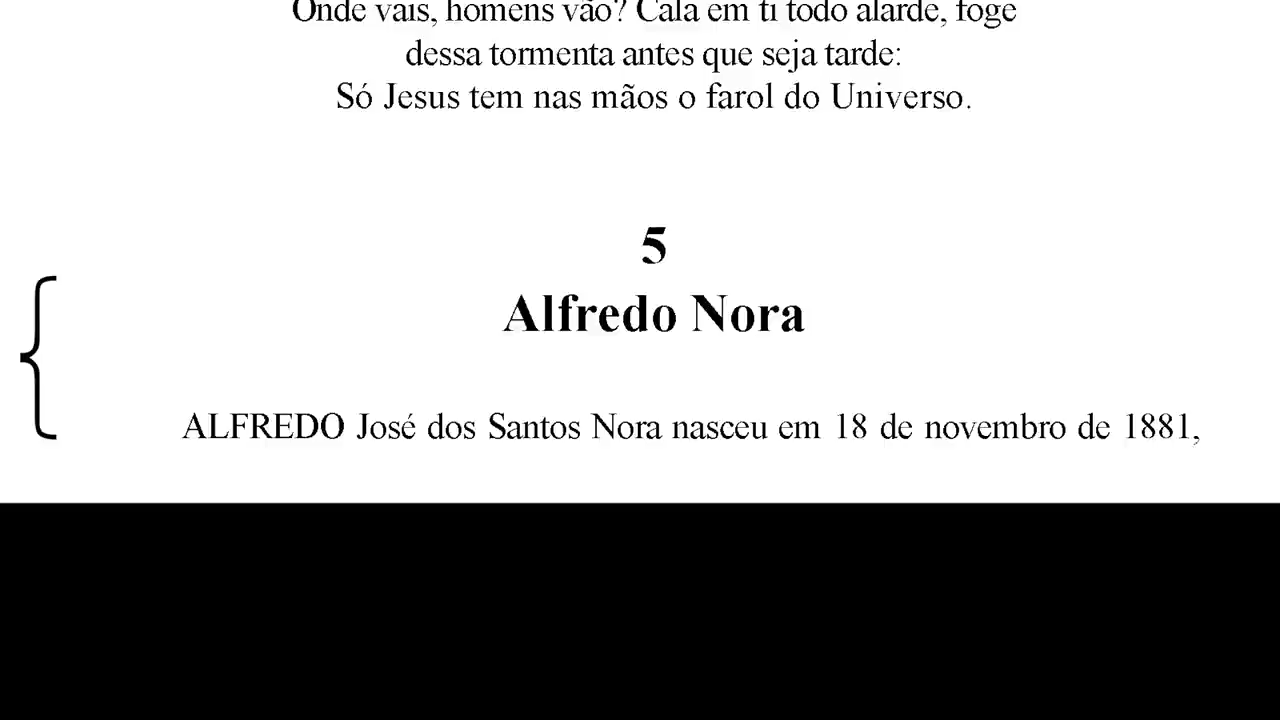 Onde vais, homens vão? Cala em ti todo alarde, foge
dessa tormenta antes que seja tarde:
Só Jesus tem nas mãos o farol do Universo.
5
Alfredo Nora
ALFREDO José dos Santos Nora nasceu em 18 de novembro de 1881,